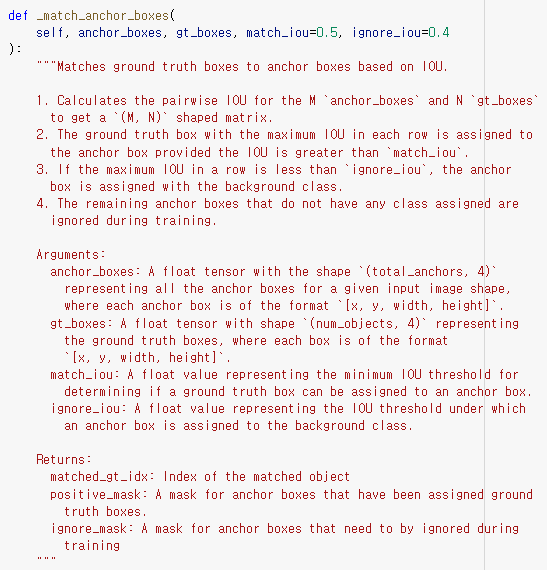 def _match_anchor_boxes(
self, anchor_boxes, gt_boxes, match_iou=0.5, ignore_iou=0.4
):
"""Matches ground truth boxes to anchor boxes based on IOU.
1. Calculates the pairwise IOU for the M `anchor_boxes` and N `gt_boxes`
to get a `(M, N)` shaped matrix.
2. The ground truth box with the maximum IOU in each row is assigned to
the anchor box provided the IOU is greater than `match_iou`.
3. If the maximum IOU in a row is less than `ignore_iou`, the anchor
box is assigned with the background class.
4. The remaining anchor boxes that do not have any class assigned are
ignored during training.
Arguments:
anchor_boxes: A float tensor with the shape `(total_anchors, 4)`
representing all the anchor boxes for a given input image shape,
where each anchor box is of the format `[x, y, width, height]`.
gt_boxes: A float tensor with shape `(num_objects, 4)` representing
the ground truth boxes, where each box is of the format
`[x, y, width, height]`.
match_iou: A float value representing the minimum IOU threshold for
determining if a ground truth box can be assigned to an anchor box.
ignore_iou: A float value representing the IOU threshold under which
an anchor box is assigned to the background class.
Returns:
matched_gt_idx: Index of the matched object
positive_mask: A mask for anchor boxes that have been assigned ground
truth boxes.
ignore_mask: A mask for anchor boxes that need to by ignored during
training
"""